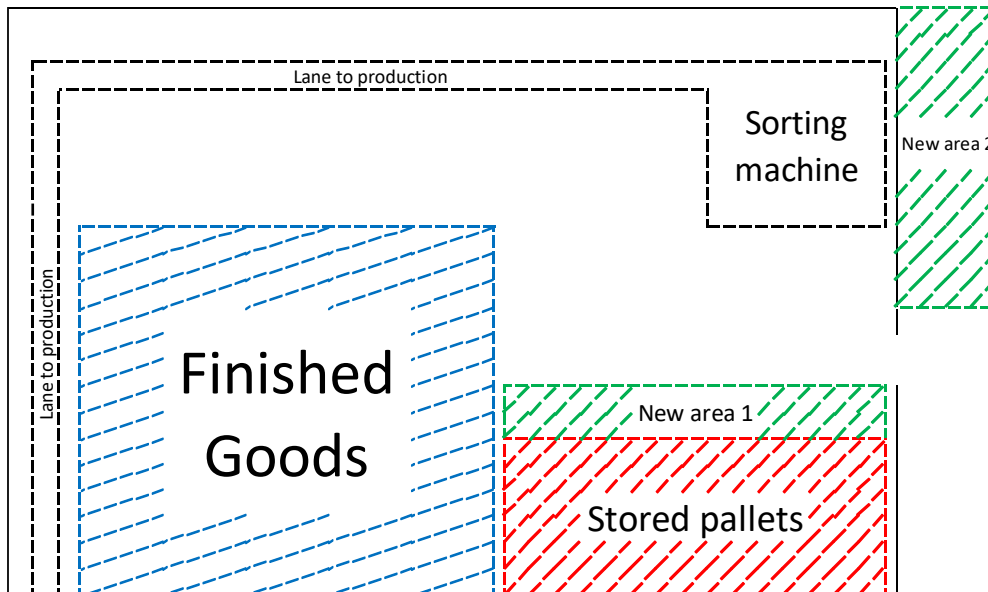 Lane to production
Sorting
machine
New area 2
Lane to production
Finished
Goods
New area 1
Stored pallets